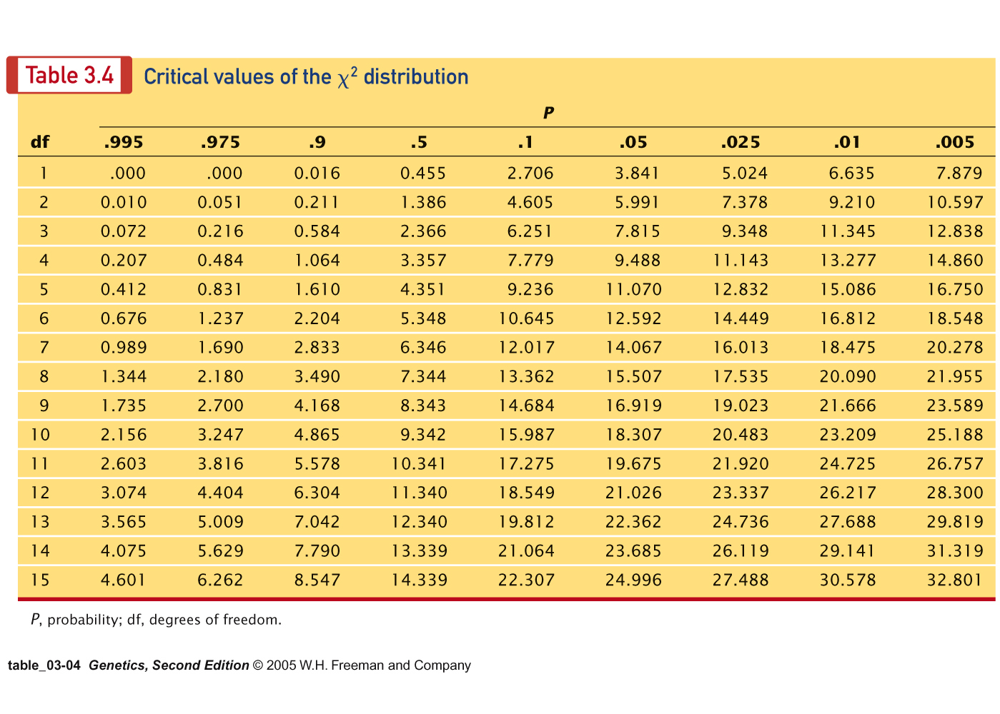 Table 3.4 Critical values of the χ² distribution
P
df .995 .975 .9 .5 .1 .05 .025 .01 .005
1 .000 .000 0.016 0.455 2.706 3.841 5.024 6.635 7.879
2 0.010 0.051 0.211 1.386 4.605 5.991 7.378 9.210 10.597
3 0.072 0.216 0.584 2.366 6.251 7.815 9.348 11.345 12.838
4 0.207 0.484 1.064 3.357 7.779 9.488 11.143 13.277 14.860
5 0.412 0.831 1.610 4.351 9.236 11.070 12.832 15.086 16.750
6 0.676 1.237 2.204 5.348 10.645 12.592 14.449 16.812 18.548
7 0.989 1.690 2.833 6.346 12.017 14.067 16.013 18.475 20.278
8 1.344 2.180 3.490 7.344 13.362 15.507 17.535 20.090 21.955
9 1.735 2.700 4.168 8.343 14.684 16.919 19.023 21.666 23.589
10 2.156 3.247 4.865 9.342 15.987 18.307 20.483 23.209 25.188
11 2.603 3.816 5.578 10.341 17.275 19.675 21.920 24.725 26.757
12 3.074 4.404 6.304 11.340 18.549 21.026 23.337 26.217 28.300
13 3.565 5.009 7.042 12.340 19.812 22.362 24.736 27.688 29.819
14 4.075 5.629 7.790 13.339 21.064 23.685 26.119 29.141 31.319
15 4.601 6.262 8.547 14.339 22.307 24.996 27.488 30.578 32.801
P, probability; df, degrees of freedom.
table_03-04 Genetics, Second Edition © 2005 W.H. Freeman and Company